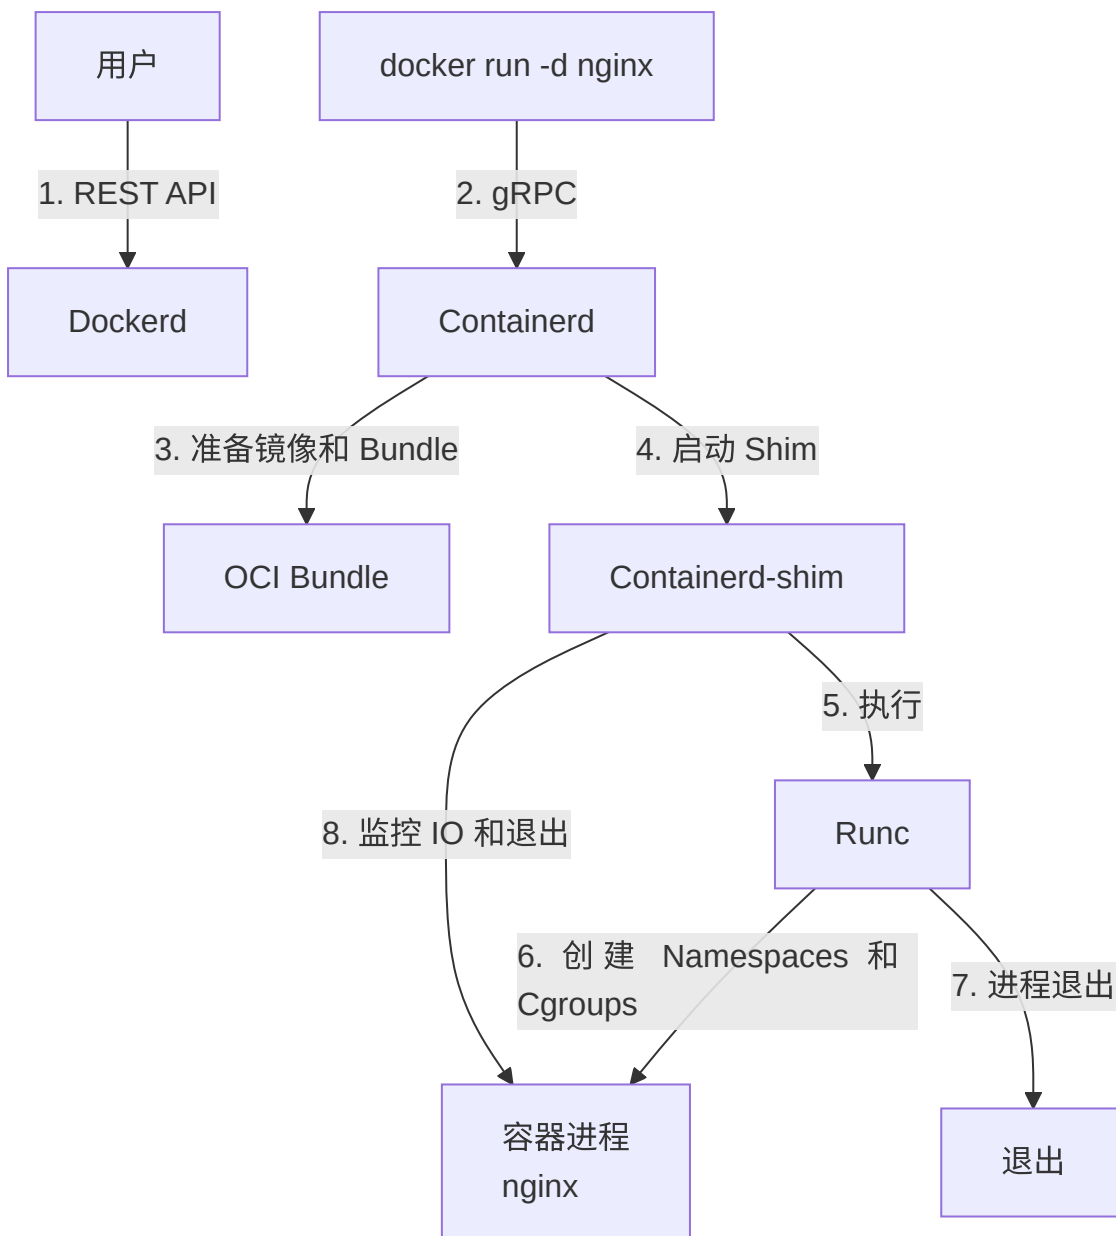 用户
docker run -d nginx
1. REST API
2. gRPC
Dockerd
Containerd
3. 准备镜像和 Bundle
4. 启动 Shim
OCI Bundle
Containerd-shim
5. 执行
8. 监控 IO 和退出
Runc
6. 创建 Namespaces 和
Cgroups
7. 进程退出
容器进程
nginx
退出